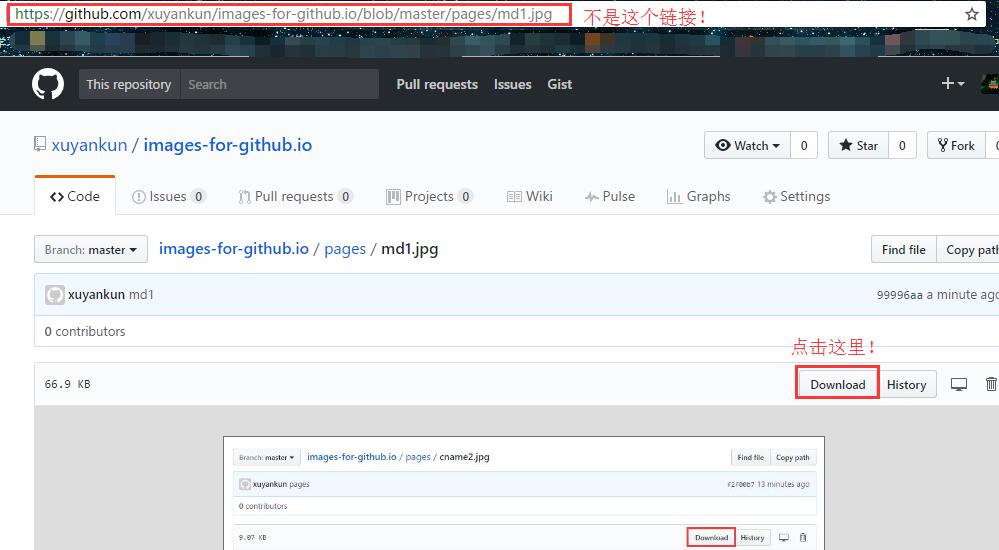 https://github.com/xuyankun/images-for-github.io/blob/master/pages/md1.jpg 不是这个链接！
This repository Search Pull requests Issues Gist
xuyankun / images-for-github.io Watch 0 Star 0 Fork
Code Issues 0 Pull requests 0 Projects 0 Wiki Pulse Graphs Settings
Branch: master images-for-github.io / pages / md1.jpg Find file Copy path
xuyankun md1 99996aa a minute ago
0 contributors
点击这里！
66.9 KB Download History
Branch: master images-for-github.io / pages / cname2.jpg Find file Copy path
xuyankun pages f2f00b7 13 minutes ago
0 contributors
9.07 KB Download History